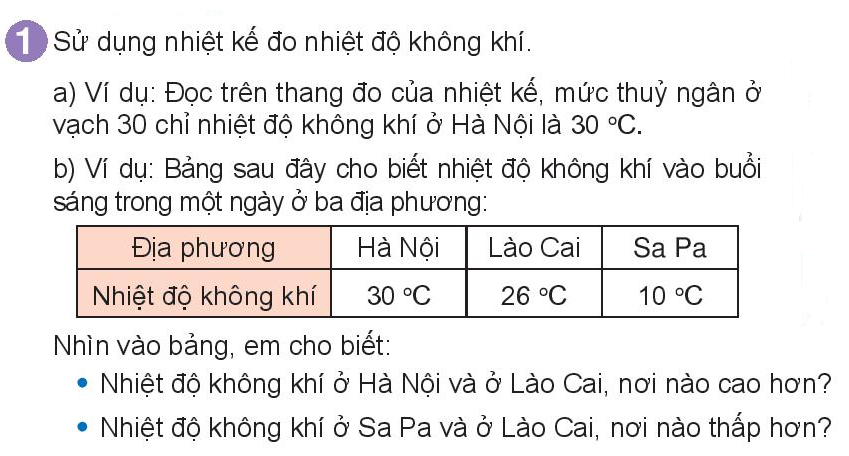 1 Sử dụng nhiệt kế đo nhiệt độ không khí.
a) Ví dụ: Đọc trên thang đo của nhiệt kế, mức thuỷ ngân ở
vạch 30 chỉ nhiệt độ không khí ở Hà Nội là 30 °C.
b) Ví dụ: Bảng sau đây cho biết nhiệt độ không khí vào buổi
sáng trong một ngày ở ba địa phương:
Địa phương Hà Nội Lào Cai Sa Pa
Nhiệt độ không khí 30 °C 26 °C 10 °C
Nhìn vào bảng, em cho biết:
• Nhiệt độ không khí ở Hà Nội và ở Lào Cai, nơi nào cao hơn?
• Nhiệt độ không khí ở Sa Pa và ở Lào Cai, nơi nào thấp hơn?